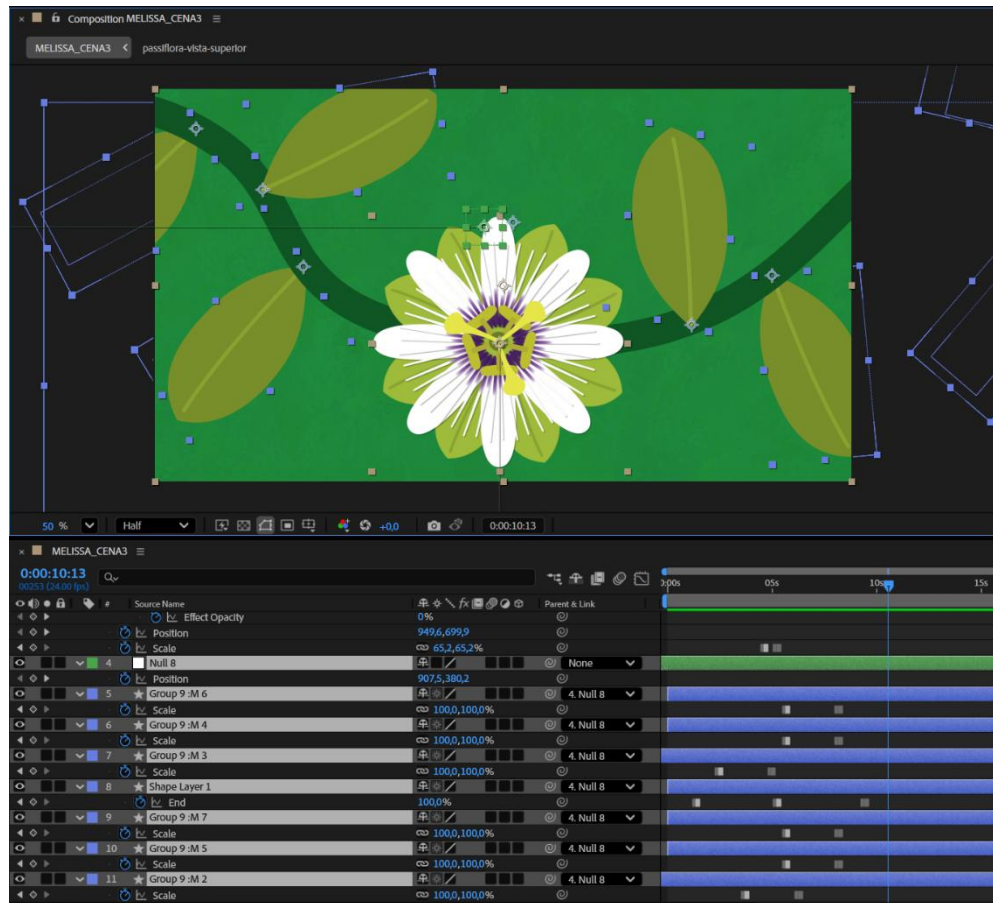 Composition MELISSA_CENA3
MELISSA_CENA3 passiflora-vista-superior
50 % Half +0,0 0:00:10:13
MELISSA_CENA3
0:00:10:13
00253 (24.00 fps)
0:00s 05s 10s 15s
# Source Name fx Parent & Link
Effect Opacity 0%
Position 949,6,699,9
Scale 65,2,65,2%
4 Null 8 None
Position 907,5,380,2
5 Group 9 :M 6 4. Null 8
Scale 100,0,100,0%
6 Group 9 :M 4 4. Null 8
Scale 100,0,100,0%
7 Group 9 :M 3 4. Null 8
Scale 100,0,100,0%
8 Shape Layer 1 4. Null 8
End 100,0%
9 Group 9 :M 7 4. Null 8
Scale 100,0,100,0%
10 Group 9 :M 5 4. Null 8
Scale 100,0,100,0%
11 Group 9 :M 2 4. Null 8
Scale 100,0,100,0%